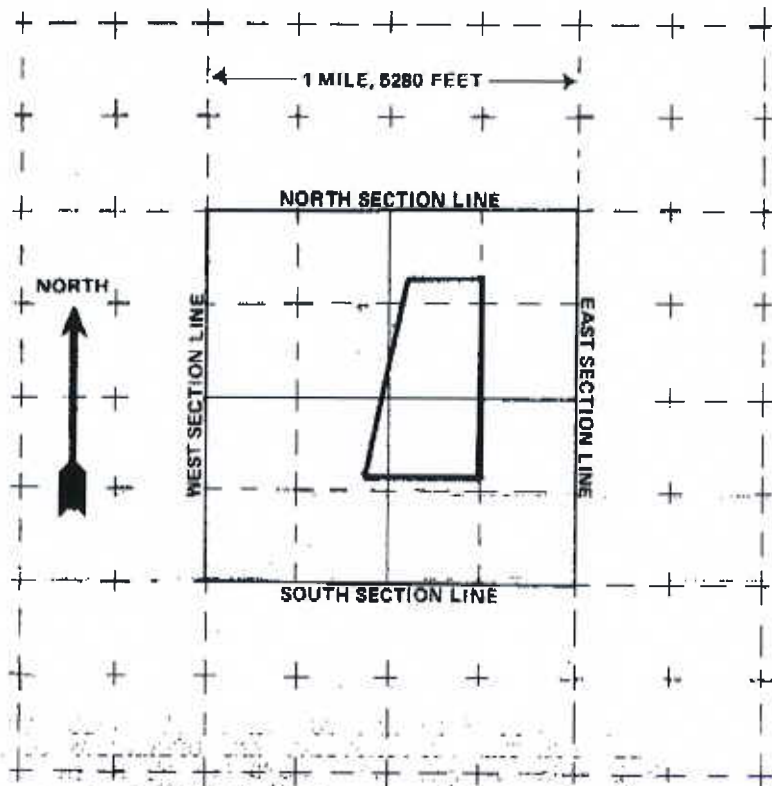 1 MILE, 5280 FEET
NORTH SECTION LINE
NORTH
WEST SECTION LINE
EAST SECTION LINE
SOUTH SECTION LINE